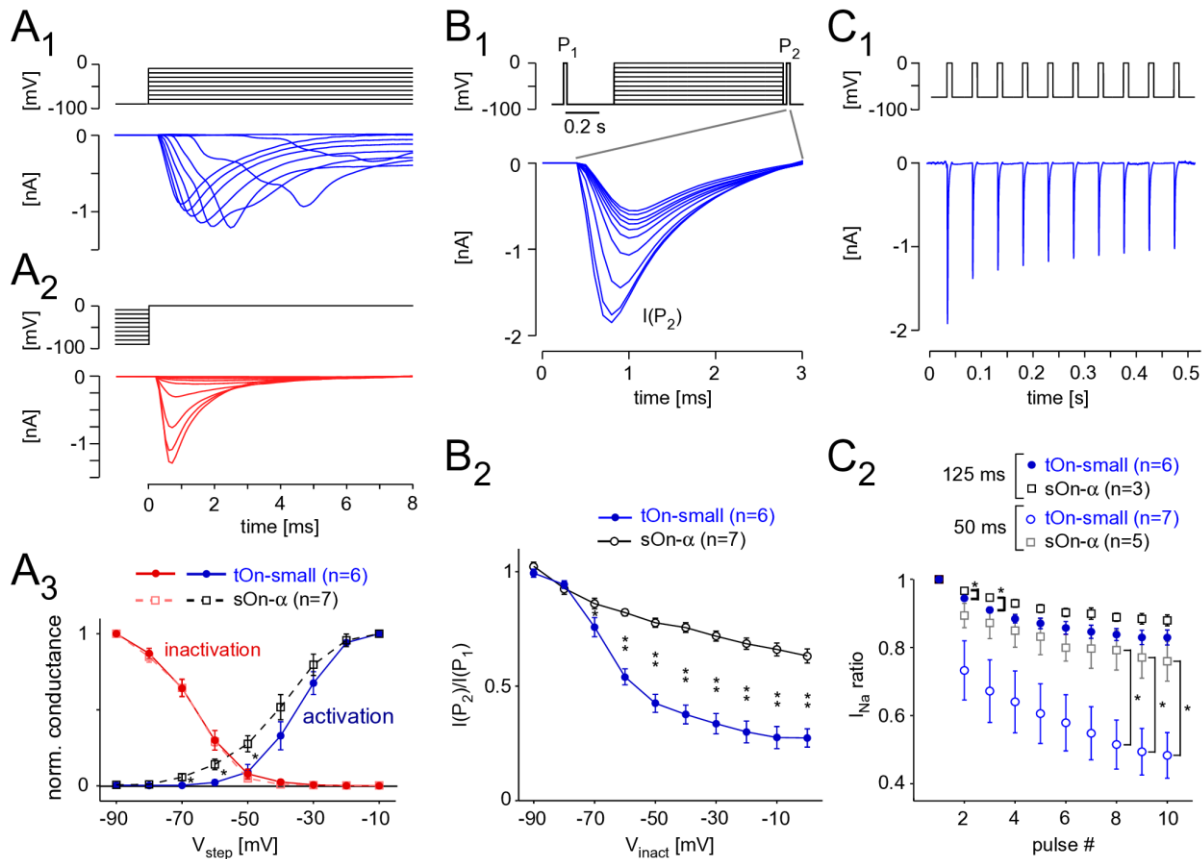 A1
[mV]
0
-100
0
[nA]
-1
A2
0
[mV]
-100
0
[nA]
-1
0 2 4 6 8
time [ms]
A3
tOn-small (n=6)
sOn-α (n=7)
1
inactivation
activation
norm. conductance
0
* * *
-90 -70 -50 -30 -10
Vstep [mV]
B1
P1 P2
0
[mV]
-100
0.2 s
0
-1
[nA]
I(P2)
-2
0 1 2 3
time [ms]
B2
tOn-small (n=6)
sOn-α (n=7)
1
I(P2)/I(P1)
0.5
0
* ** ** ** ** ** ** **
-90 -70 -50 -30 -10
Vinact [mV]
C1
0
[mV]
-100
0
[nA]
-1
-2
0 0.1 0.2 0.3 0.4 0.5
time [s]
C2
125 ms
tOn-small (n=6)
sOn-α (n=3)
50 ms
tOn-small (n=7)
sOn-α (n=5)
1
* *
0.8
INa ratio
0.6
* * *
0.4
2 4 6 8 10
pulse #